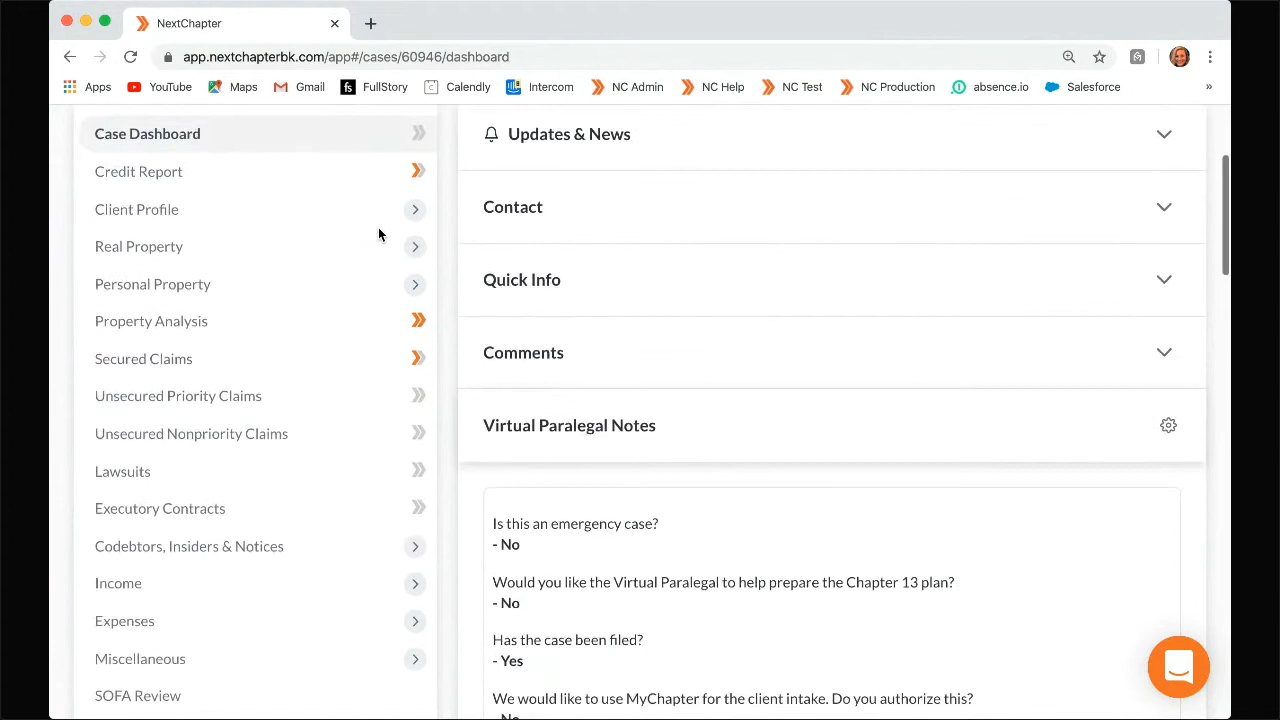 NextChapter
app.nextchapterbk.com/app#/cases/60946/dashboard
Apps YouTube Maps Gmail fs FullStory Calendly Intercom NC Admin NC Help NC Test NC Production absence.io Salesforce »
Case Dashboard
Credit Report
Client Profile
Real Property
Personal Property
Property Analysis
Secured Claims
Unsecured Priority Claims
Unsecured Nonpriority Claims
Lawsuits
Executory Contracts
Codebtors, Insiders & Notices
Income
Expenses
Miscellaneous
SOFA Review
Updates & News
Contact
Quick Info
Comments
Virtual Paralegal Notes
Is this an emergency case?
- No
Would you like the Virtual Paralegal to help prepare the Chapter 13 plan?
- No
Has the case been filed?
- Yes
We would like to use MyChapter for the client intake. Do you authorize this?
- No